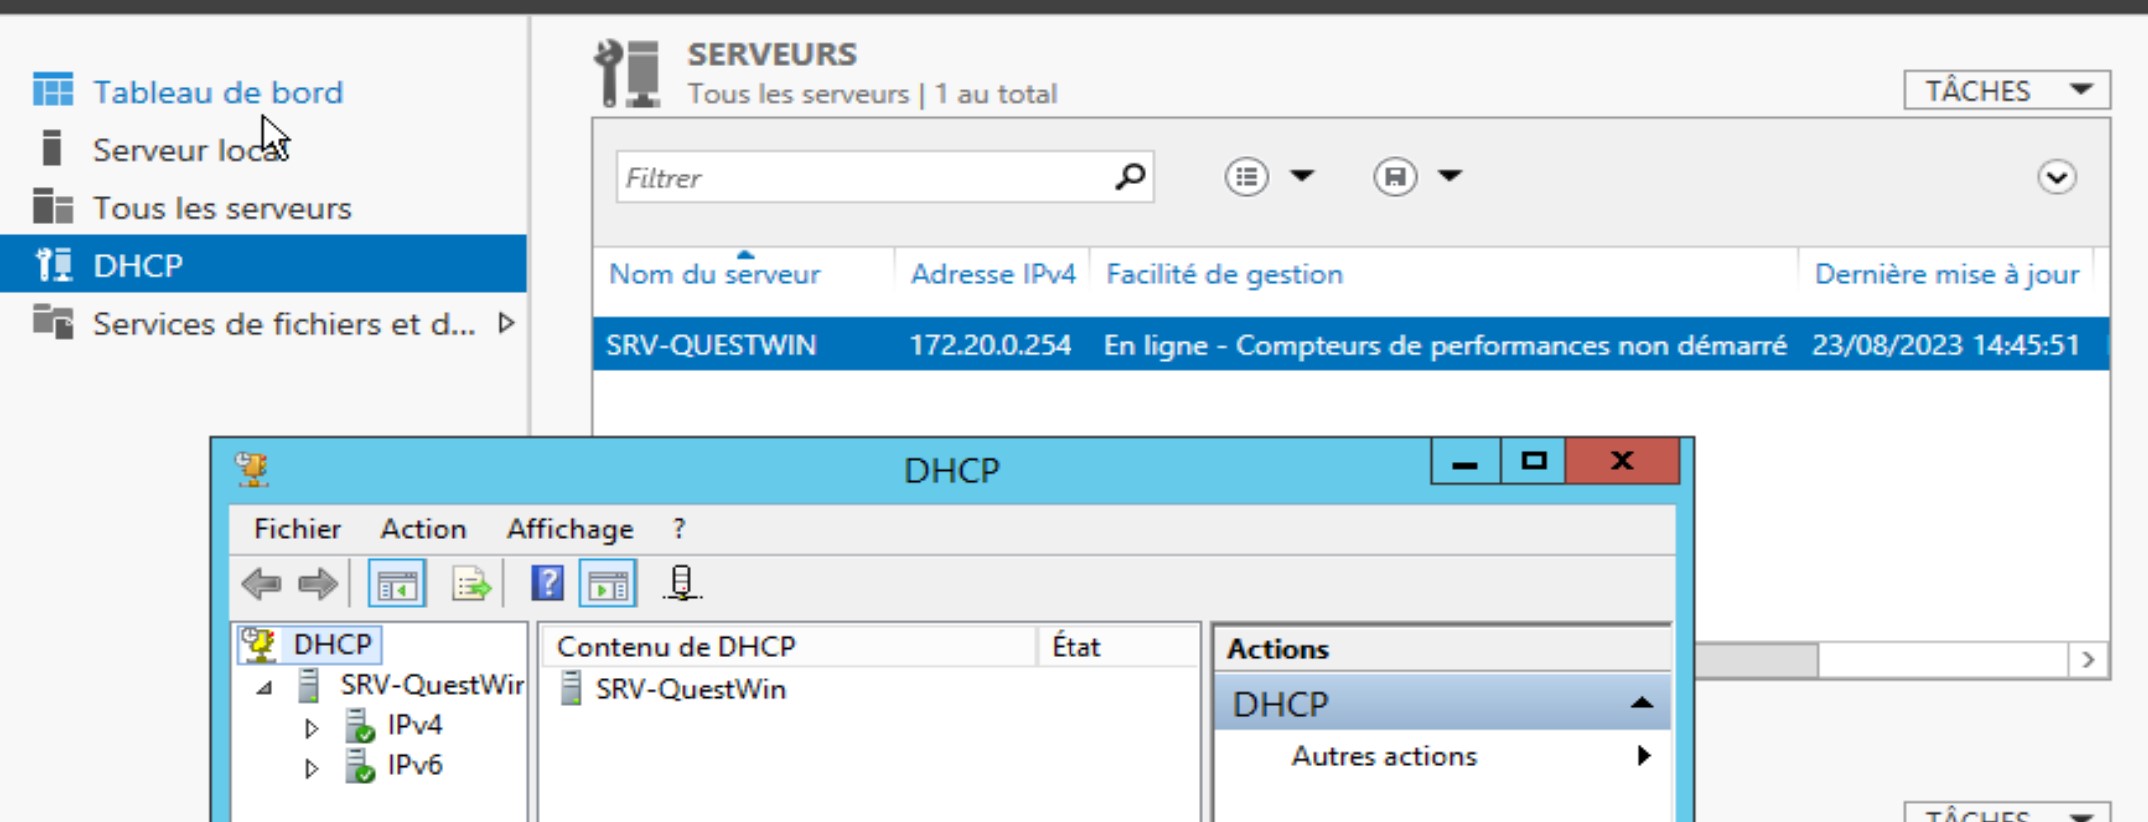 Tableau de bord
Serveur local
Tous les serveurs
DHCP
Services de fichiers et d...
SERVEURS
Tous les serveurs | 1 au total
TÂCHES
Filtrer
Nom du serveur Adresse IPv4 Facilité de gestion Dernière mise à jour
SRV-QUESTWIN 172.20.0.254 En ligne - Compteurs de performances non démarré 23/08/2023 14:45:51
DHCP
Fichier Action Affichage ?
DHCP
SRV-QuestWir
IPv4
IPv6
Contenu de DHCP État
SRV-QuestWin
Actions
DHCP
Autres actions
TÂCHES